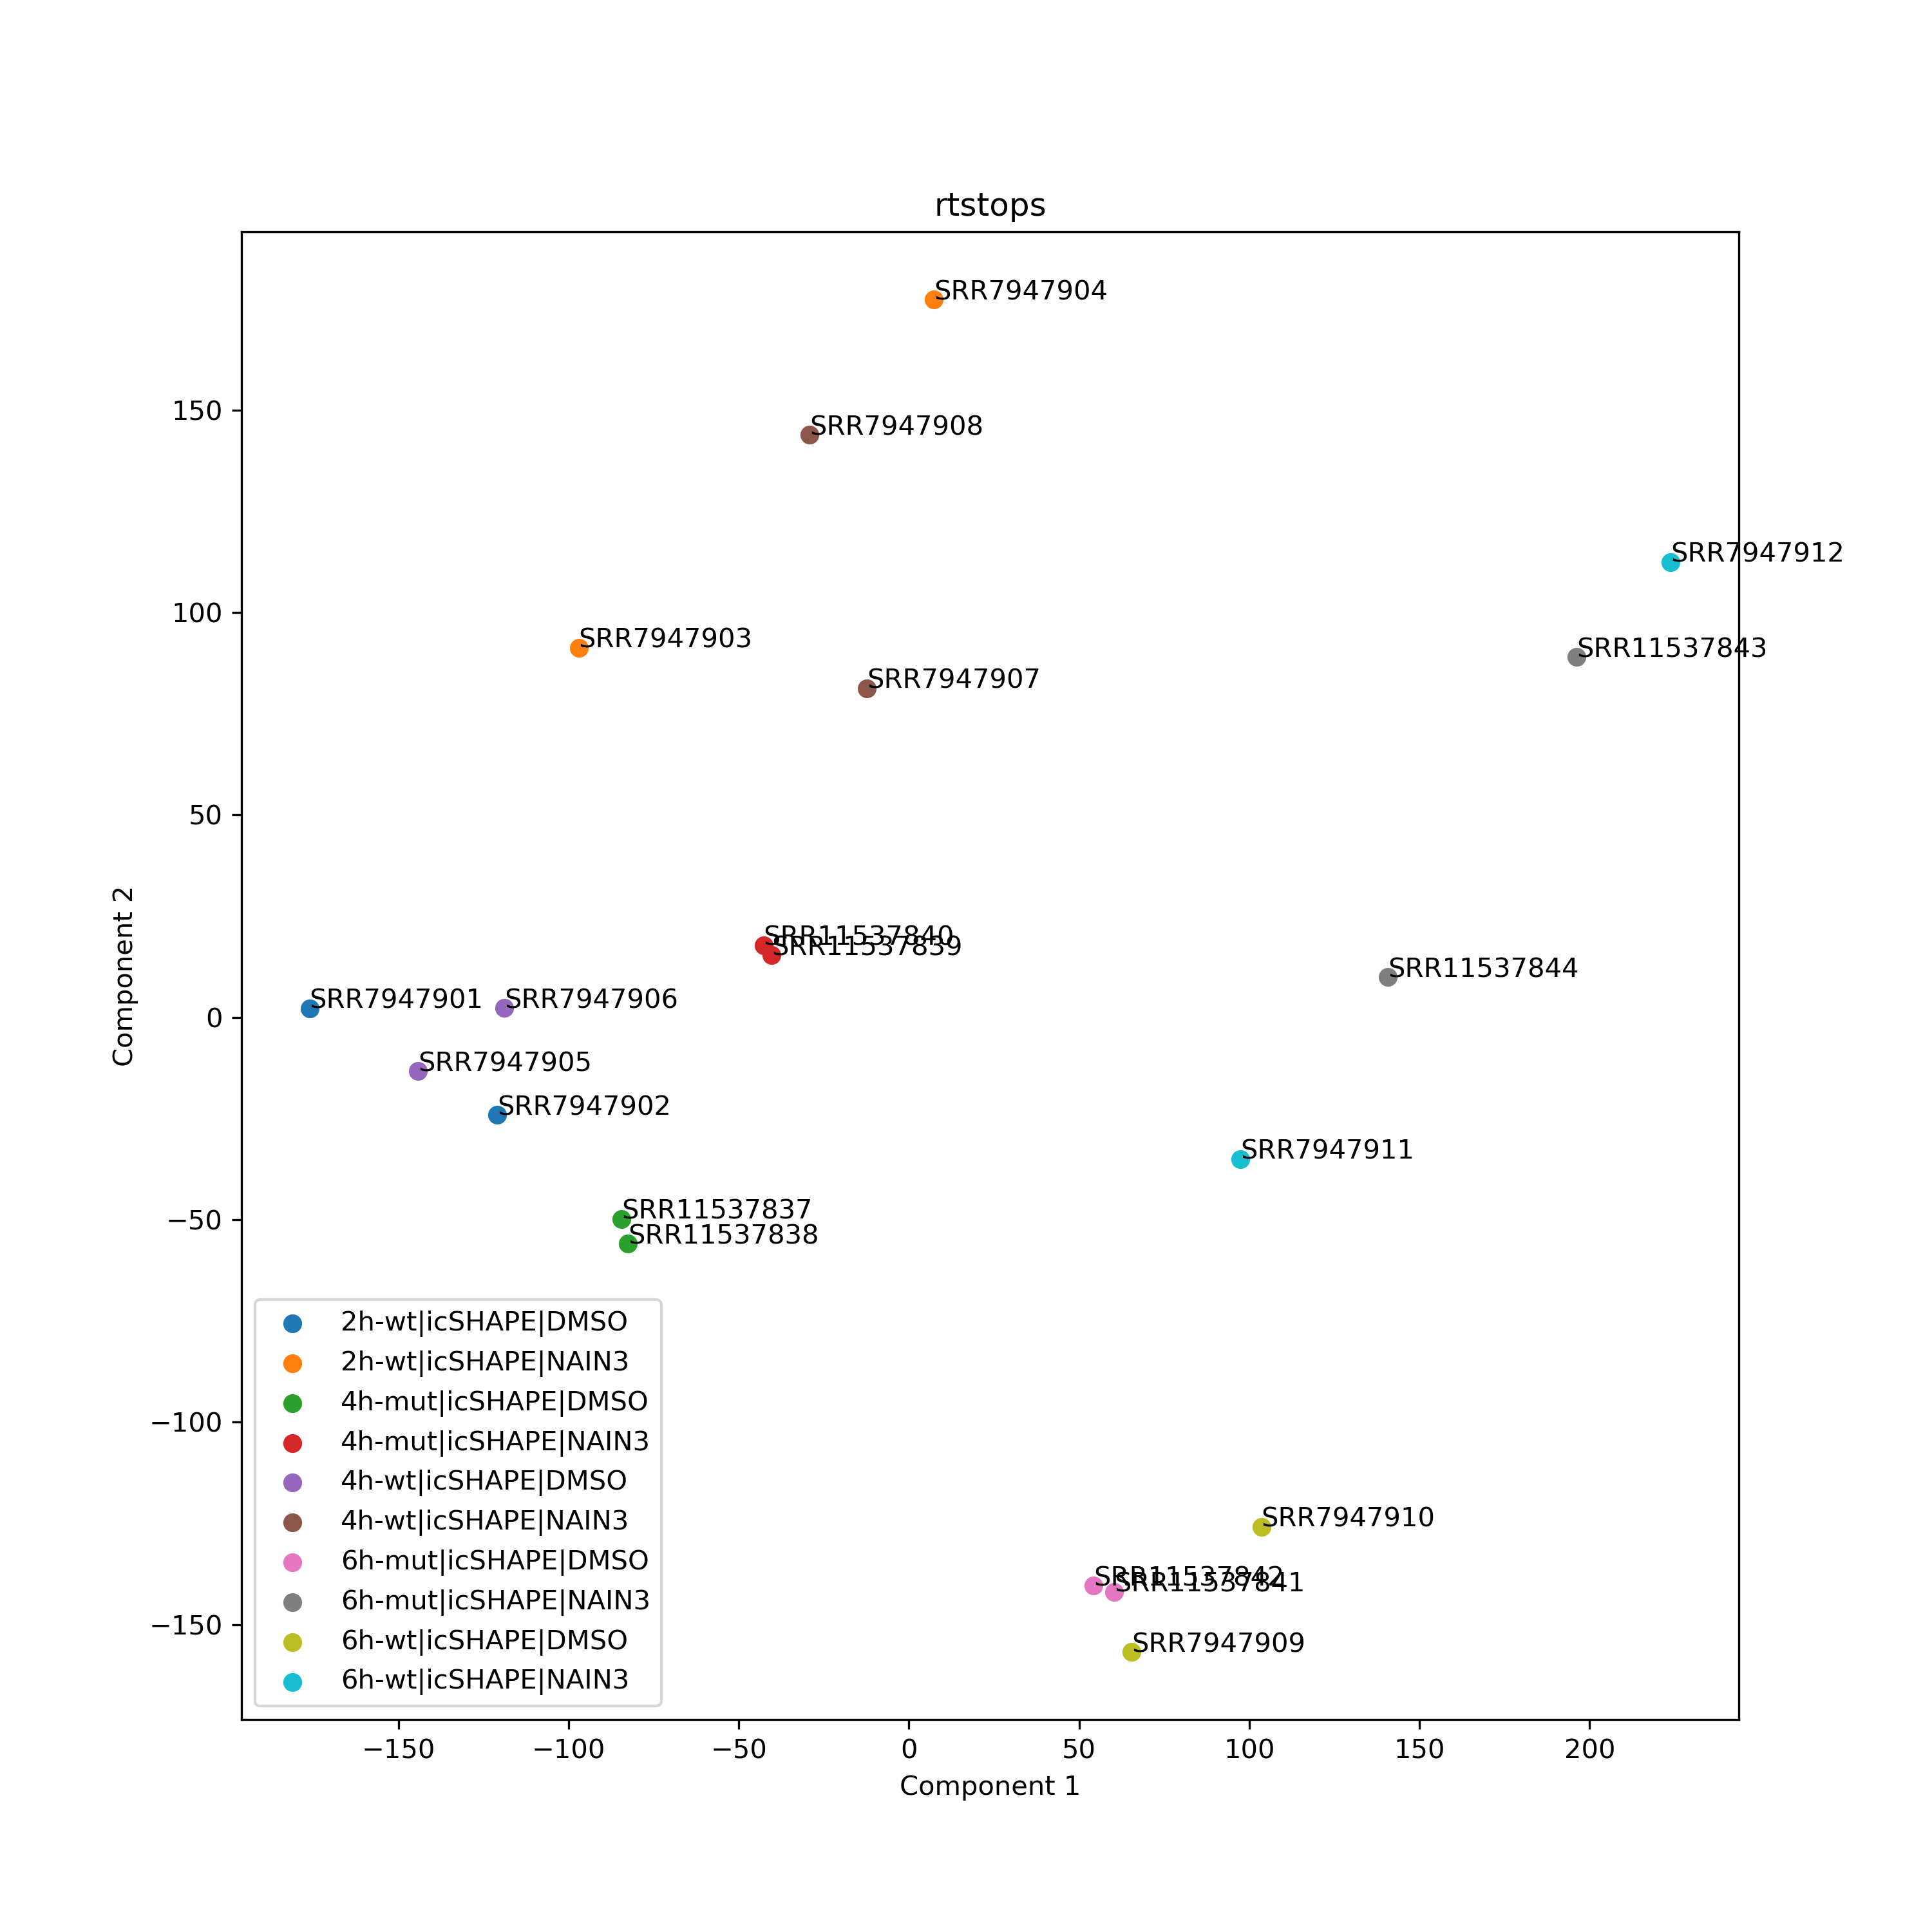 rtstops
SRR7947904
150
SRR7947908
SRR7947912
100
SRR7947903
SRR11537843
SRR7947907
50
SRR11537840
SRR11537839
SRR11537844
0
SRR7947901
SRR7947906
SRR7947905
SRR7947902
SRR7947911
−50
SRR11537837
SRR11537838
Component 2
2h-wt|icSHAPE|DMSO
2h-wt|icSHAPE|NAIN3
4h-mut|icSHAPE|DMSO
4h-mut|icSHAPE|NAIN3
4h-wt|icSHAPE|DMSO
4h-wt|icSHAPE|NAIN3
6h-mut|icSHAPE|DMSO
6h-mut|icSHAPE|NAIN3
6h-wt|icSHAPE|DMSO
6h-wt|icSHAPE|NAIN3
−100
SRR7947910
SRR11537842
SRR11537841
−150
SRR7947909
−150 −100 −50 0 50 100 150 200
Component 1